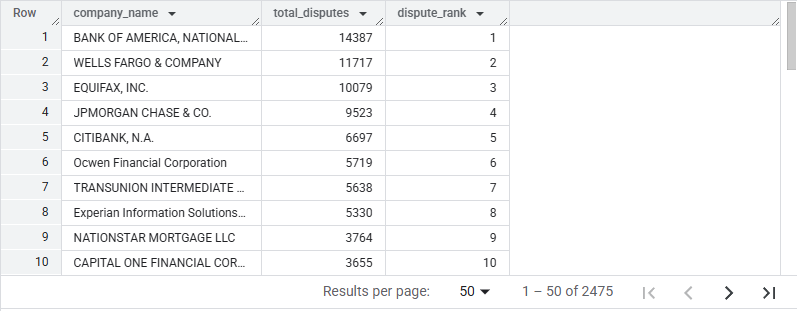 Row company_name total_disputes dispute_rank
1 BANK OF AMERICA, NATIONAL... 14387 1
2 WELLS FARGO & COMPANY 11717 2
3 EQUIFAX, INC. 10079 3
4 JPMORGAN CHASE & CO. 9523 4
5 CITIBANK, N.A. 6697 5
6 Ocwen Financial Corporation 5719 6
7 TRANSUNION INTERMEDIATE ... 5638 7
8 Experian Information Solutions... 5330 8
9 NATIONSTAR MORTGAGE LLC 3764 9
10 CAPITAL ONE FINANCIAL COR... 3655 10
Results per page: 50 1 – 50 of 2475